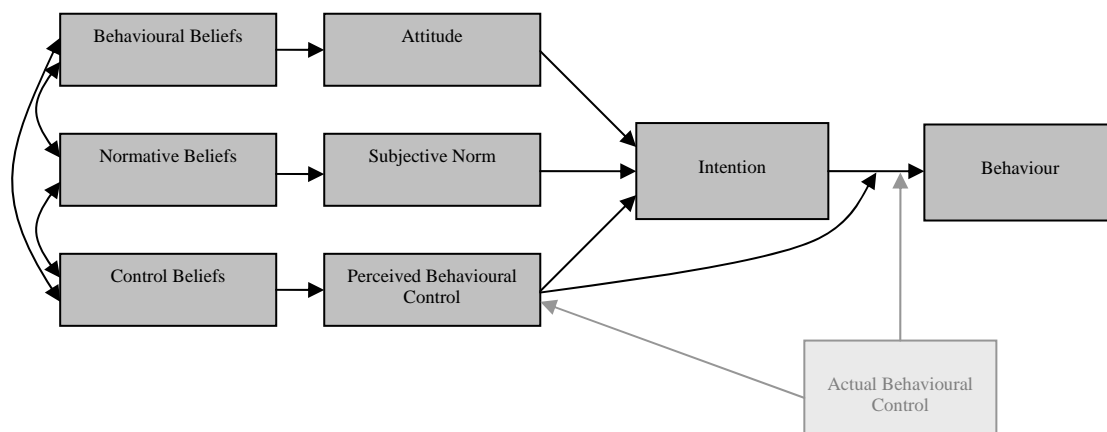 Behavioural Beliefs
Attitude
Normative Beliefs
Subjective Norm
Intention
Behaviour
Control Beliefs
Perceived Behavioural
Control
Actual Behavioural
Control